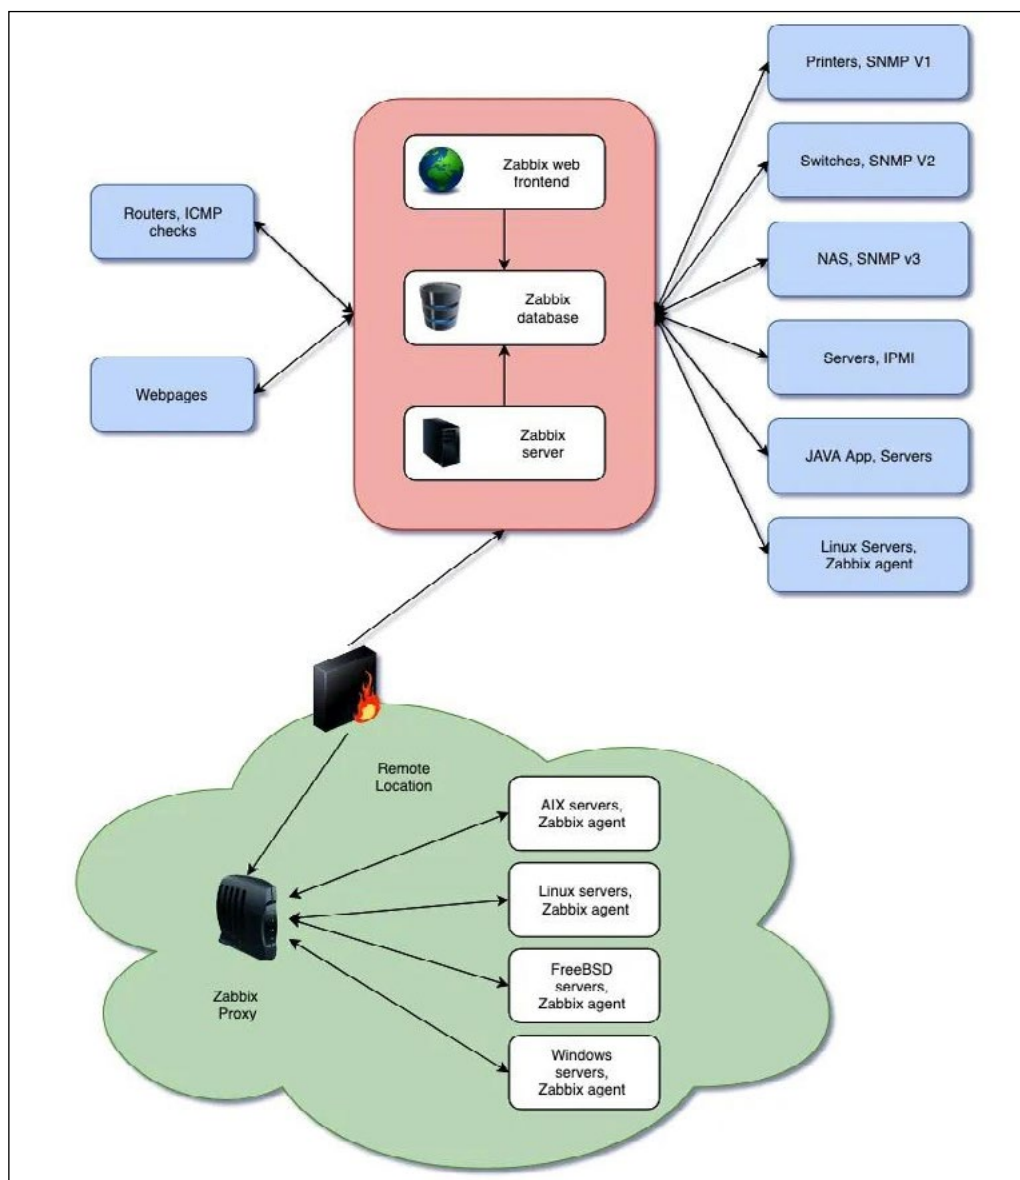 Printers, SNMP V1
Zabbix web
frontend
Switches, SNMP V2
Routers, ICMP
checks
NAS, SNMP v3
Zabbix
database
Servers, IPMI
Webpages
Zabbix
server
JAVA App, Servers
Linux Servers,
Zabbix agent
Remote
Location
AIX servers,
Zabbix agent
Linux servers,
Zabbix agent
FreeBSD
servers,
Zabbix agent
Zabbix
Proxy
Windows
servers,
Zabbix agent